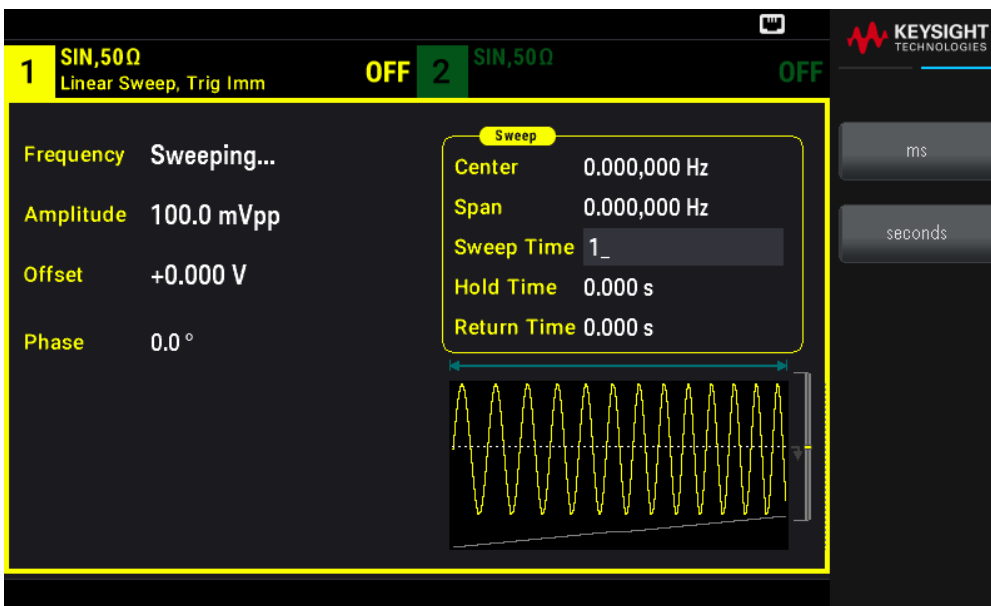 KEYSIGHT
TECHNOLOGIES
1
SIN,50Ω
Linear Sweep, Trig Imm
OFF
2
SIN,50Ω
OFF
Frequency Sweeping...
Amplitude 100.0 mVpp
Offset +0.000 V
Phase 0.0 °
Sweep
Center 0.000,000 Hz
Span 0.000,000 Hz
Sweep Time 1_
Hold Time 0.000 s
Return Time 0.000 s
ms
seconds